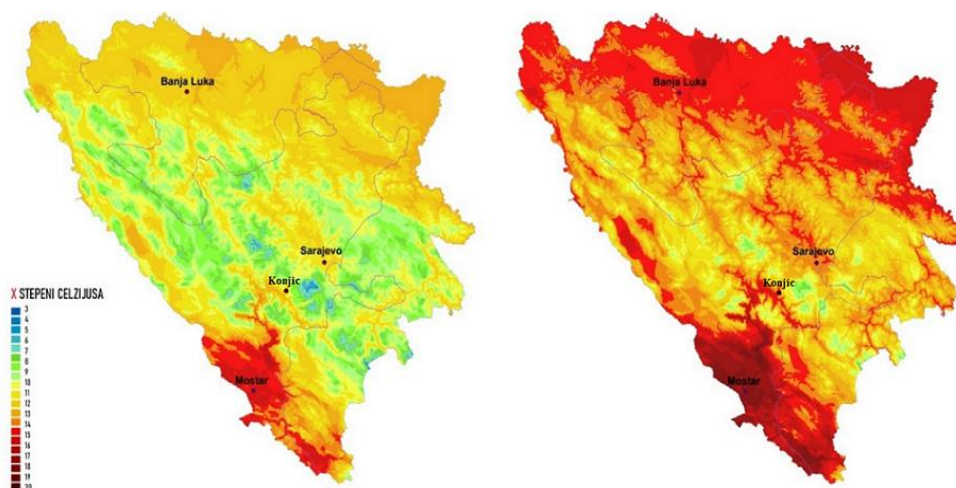 Banja Luka
Sarajevo
Konjic
X STEPENI CELZIJUSA
3
4
5
6
7
8
9
10
11
12
13
14
15
16
17
18
19
20
Mostar
Banja Luka
Sarajevo
Konjic
Mostar